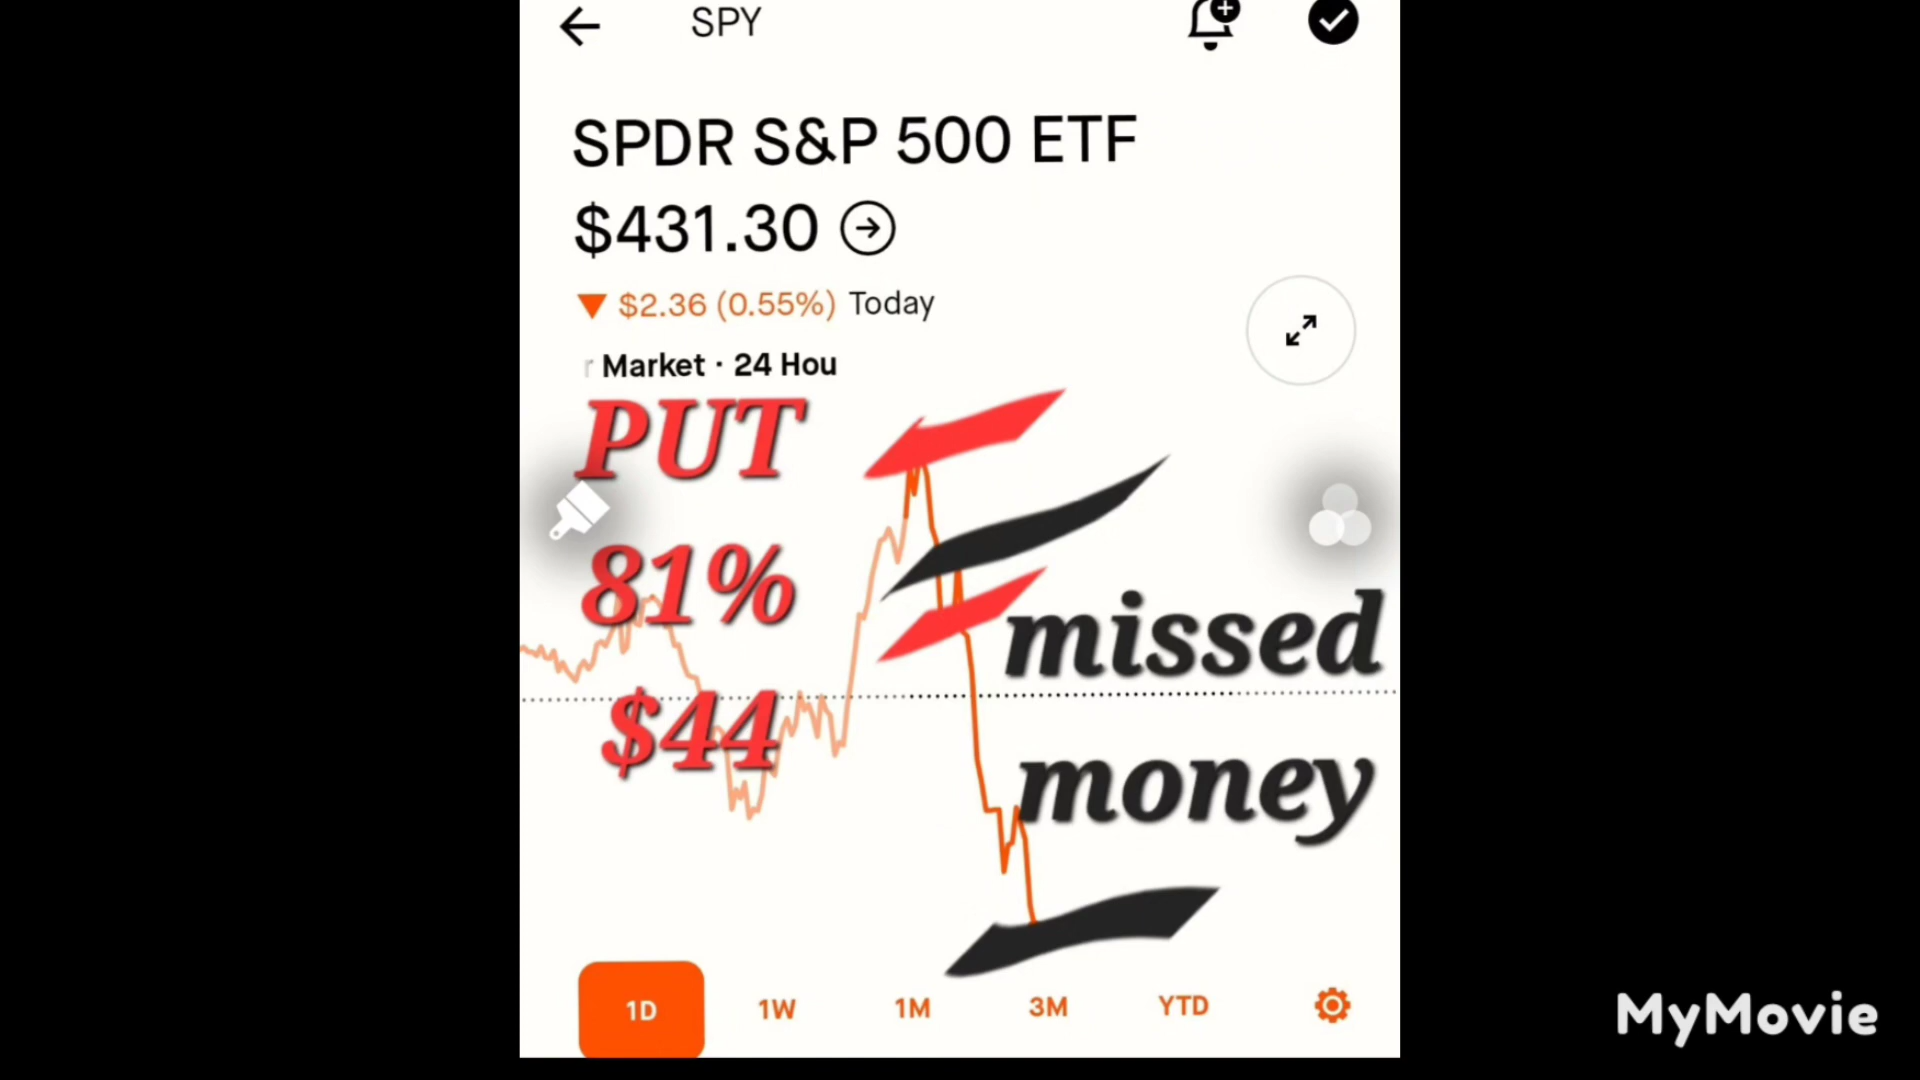 SPY
SPDR S&P 500 ETF
$431.30
$2.36 (0.55%) Today
r Market · 24 Hou
PUT
81%
$44
missed
money
1D 1W 1M 3M YTD
MyMovie